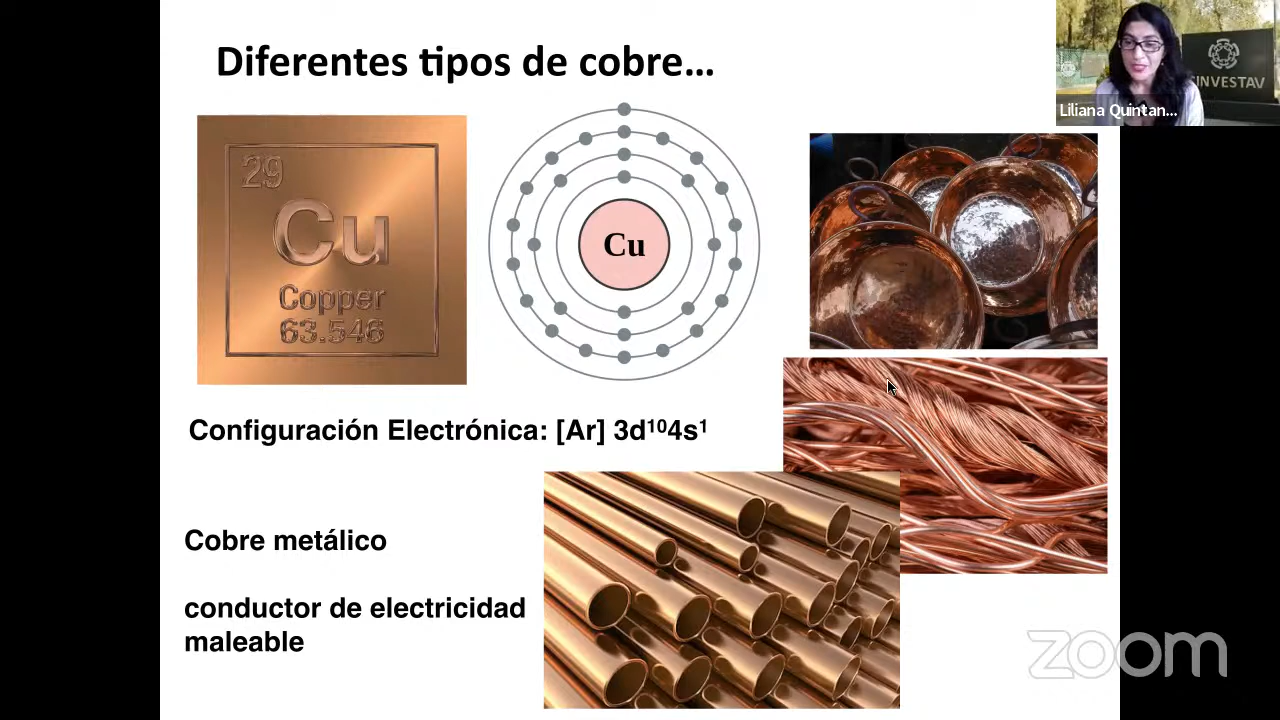 Diferentes tipos de cobre...
Liliana Quintan...
CINVESTAV
29
Cu
Copper
63.546
Cu
Configuración Electrónica: [Ar] 3d¹⁰4s¹
Cobre metálico
conductor de electricidad
maleable
zoom